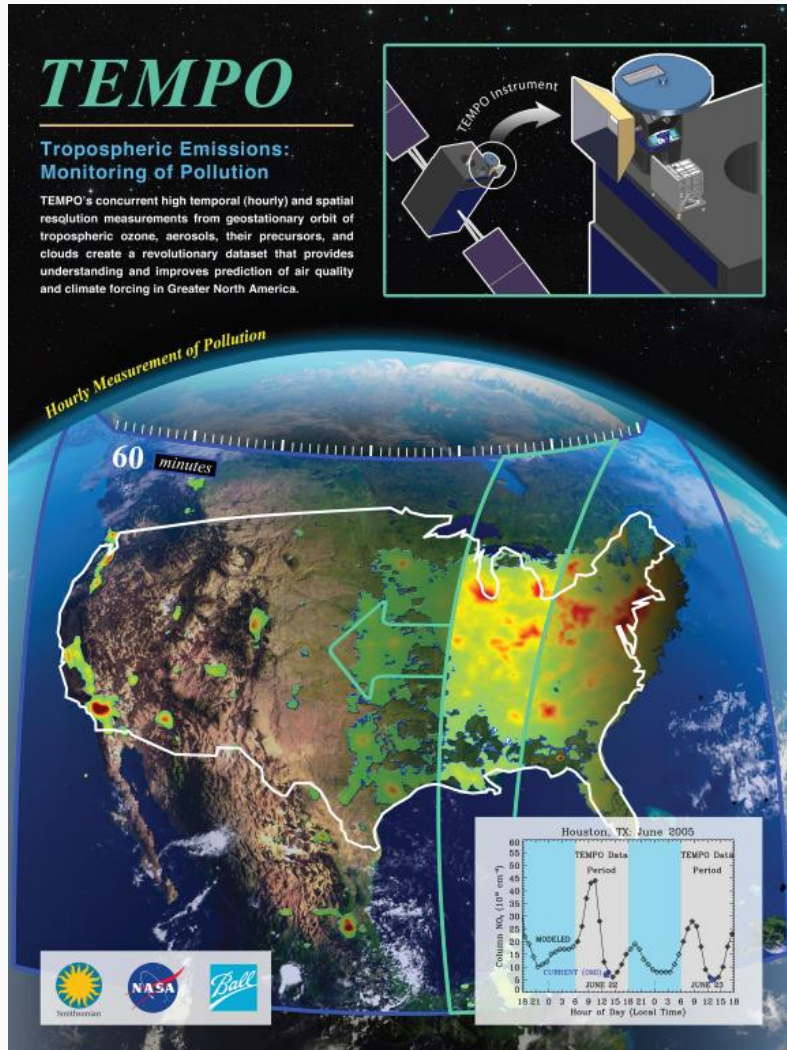 TEMPO
Tropospheric Emissions:
Monitoring of Pollution
TEMPO's concurrent high temporal (hourly) and spatial
resolution measurements from geostationary orbit of
tropospheric ozone, aerosols, their precursors, and
clouds create a revolutionary dataset that provides
understanding and improves prediction of air quality
and climate forcing in Greater North America.
TEMPO Instrument
Hourly Measurement of Pollution
60 minutes
Houston, TX: June 2005
TEMPO Data
Period
TEMPO Data
Period
MODELED
CURRENT (OMI)
JUNE 22
JUNE 23
60
55
50
45
40
35
30
25
20
15
10
5
0
Column NO₂ (10¹⁵ cm⁻²)
18 21 0 3 6 9 12 15 18 21 0 3 6 9 12 15 18
Hour of Day (Local Time)
Smithsonian
NASA
Ball